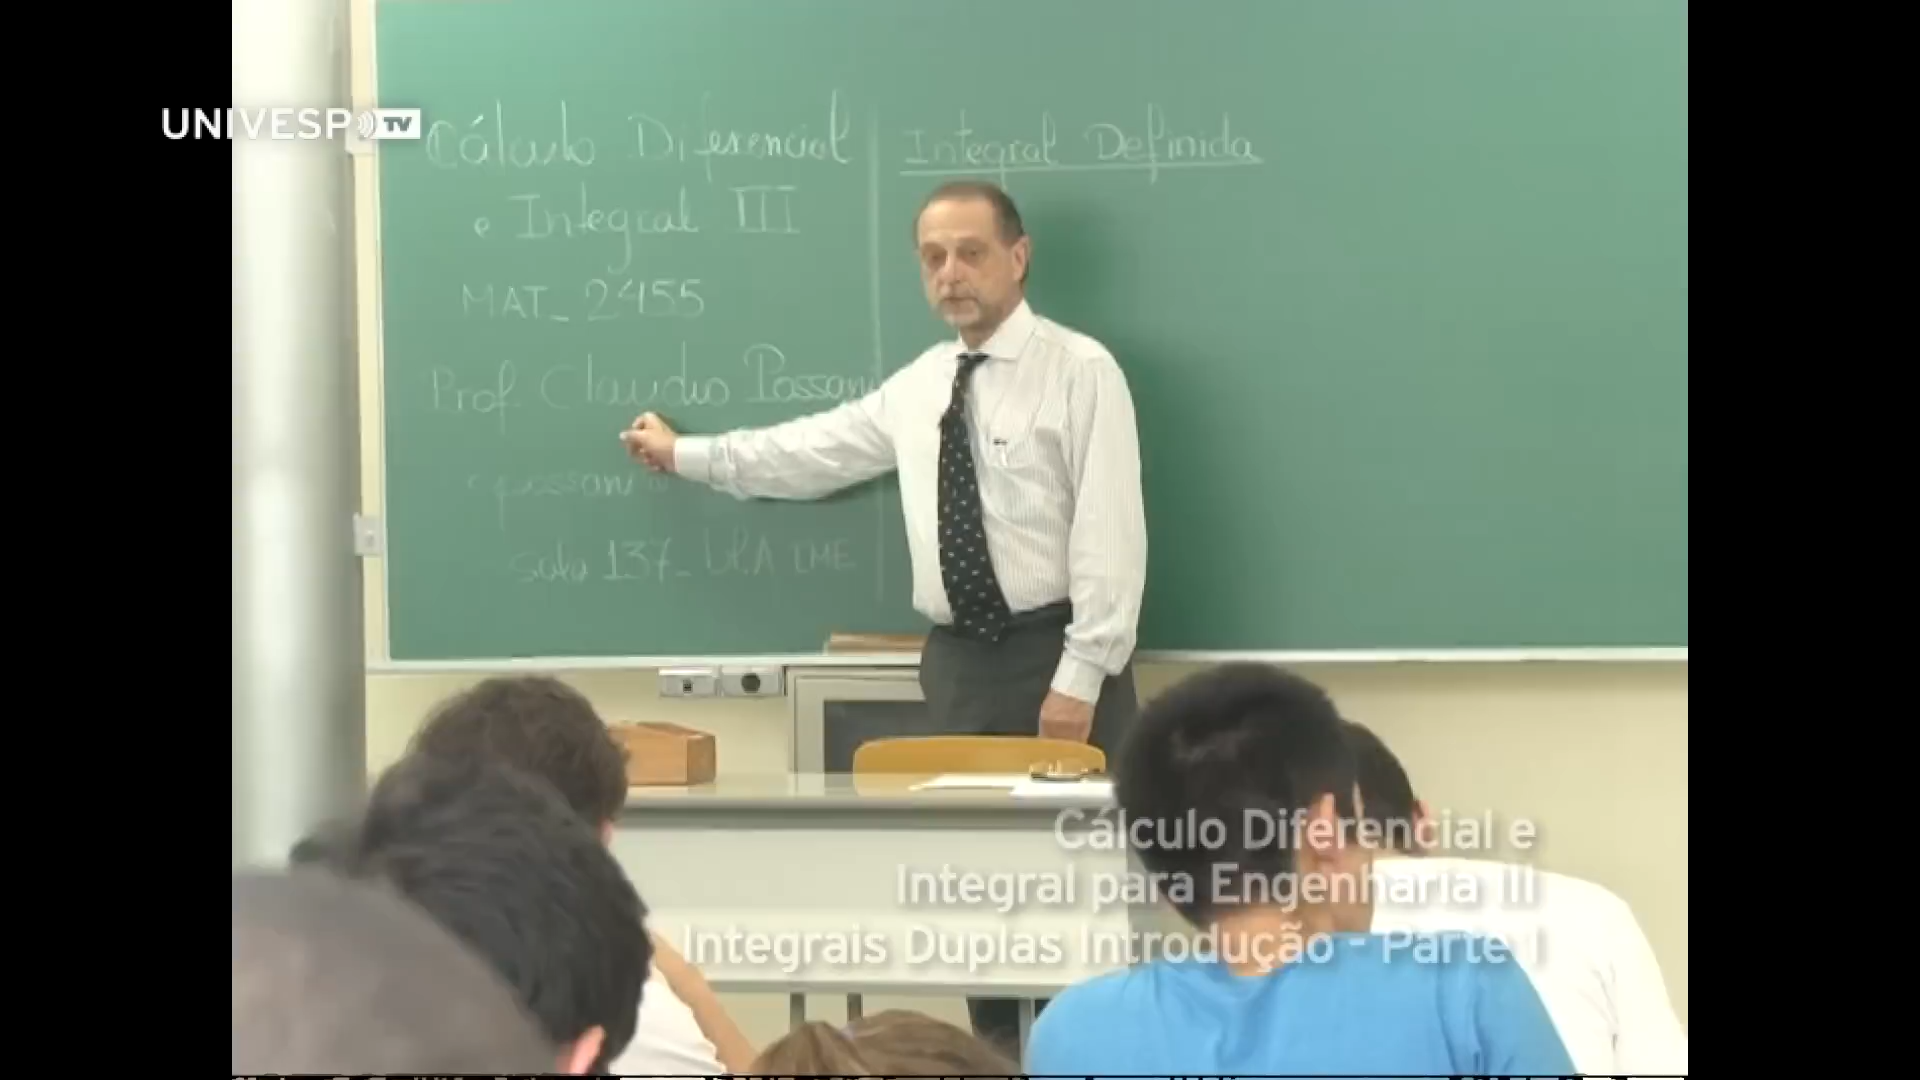 UNIVESP TV
Cálculo Diferencial
e Integral III
MAT_2455
Prof Claudio Possani
sala 137_ IME
Integral Definida
Cálculo Diferencial e
Integral para Engenharia III
Integrais Duplas Introdução - Parte I